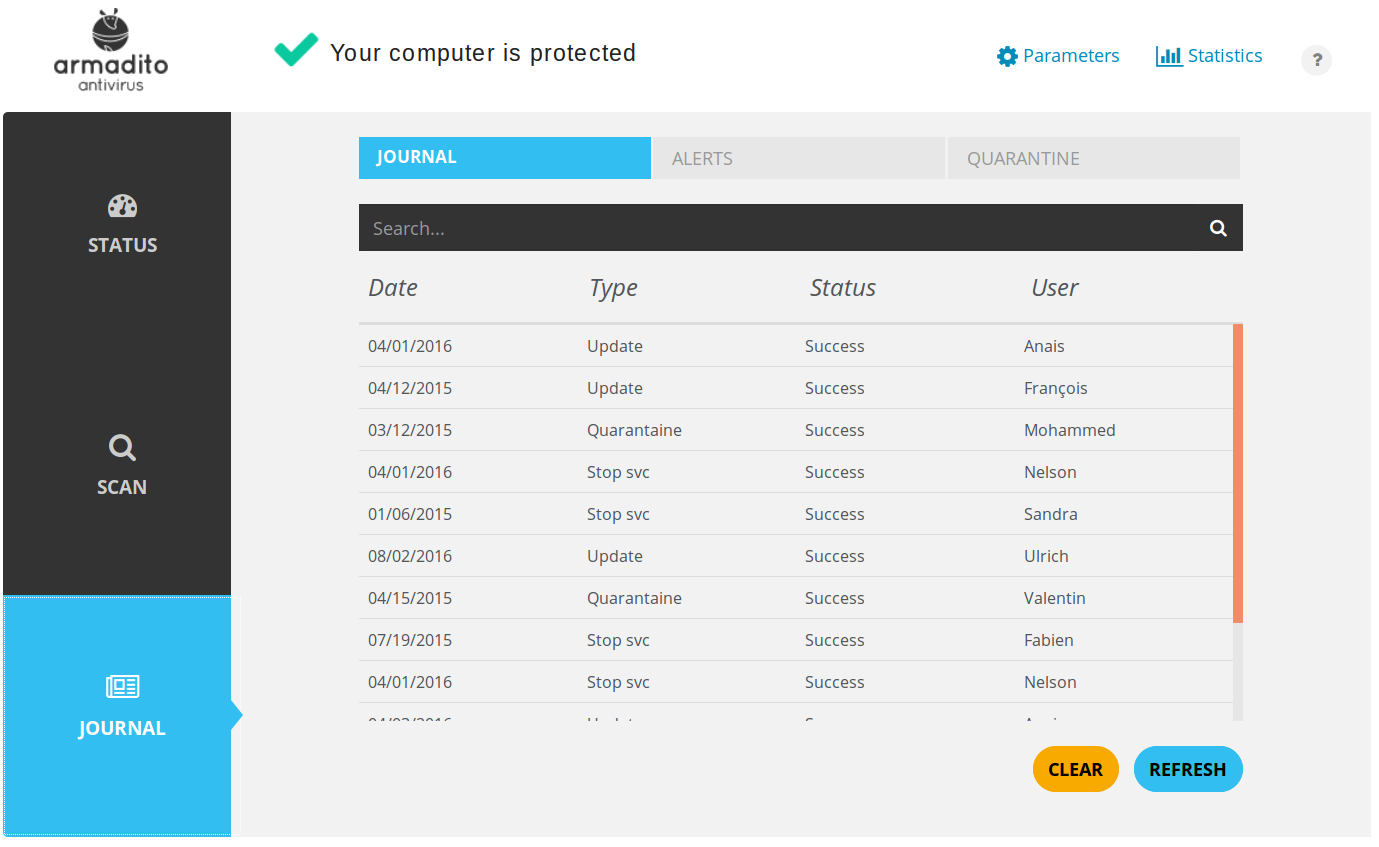 armadito
antivirus
Your computer is protected
Parameters
Statistics
?
STATUS
SCAN
JOURNAL
JOURNAL ALERTS QUARANTINE
Search...
Date Type Status User
04/01/2016 Update Success Anais
04/12/2015 Update Success François
03/12/2015 Quarantaine Success Mohammed
04/01/2016 Stop svc Success Nelson
01/06/2015 Stop svc Success Sandra
08/02/2016 Update Success Ulrich
04/15/2015 Quarantaine Success Valentin
07/19/2015 Stop svc Success Fabien
04/01/2016 Stop svc Success Nelson
CLEAR REFRESH